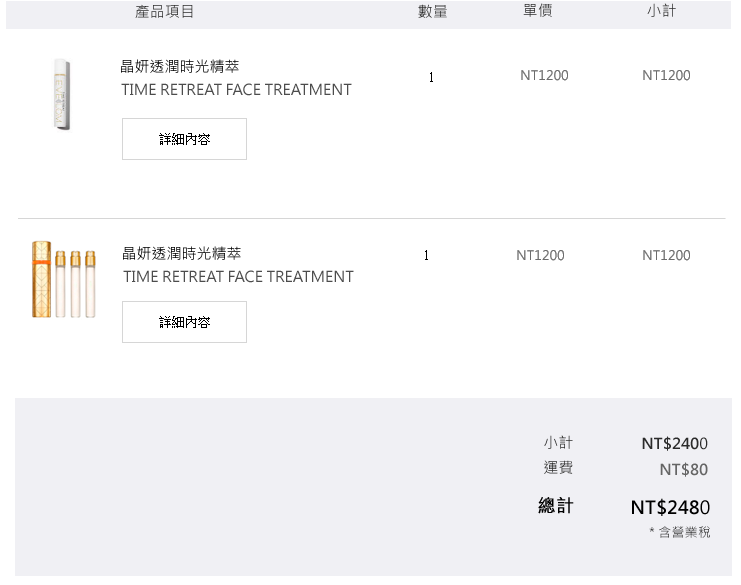 產品項目 數量 單價 小計
晶妍透潤時光精萃
TIME RETREAT FACE TREATMENT
1 NT1200 NT1200
詳細內容
晶妍透潤時光精萃
TIME RETREAT FACE TREATMENT
1 NT1200 NT1200
詳細內容
小計 NT$2400
運費 NT$80
總計 NT$2480
* 含營業稅